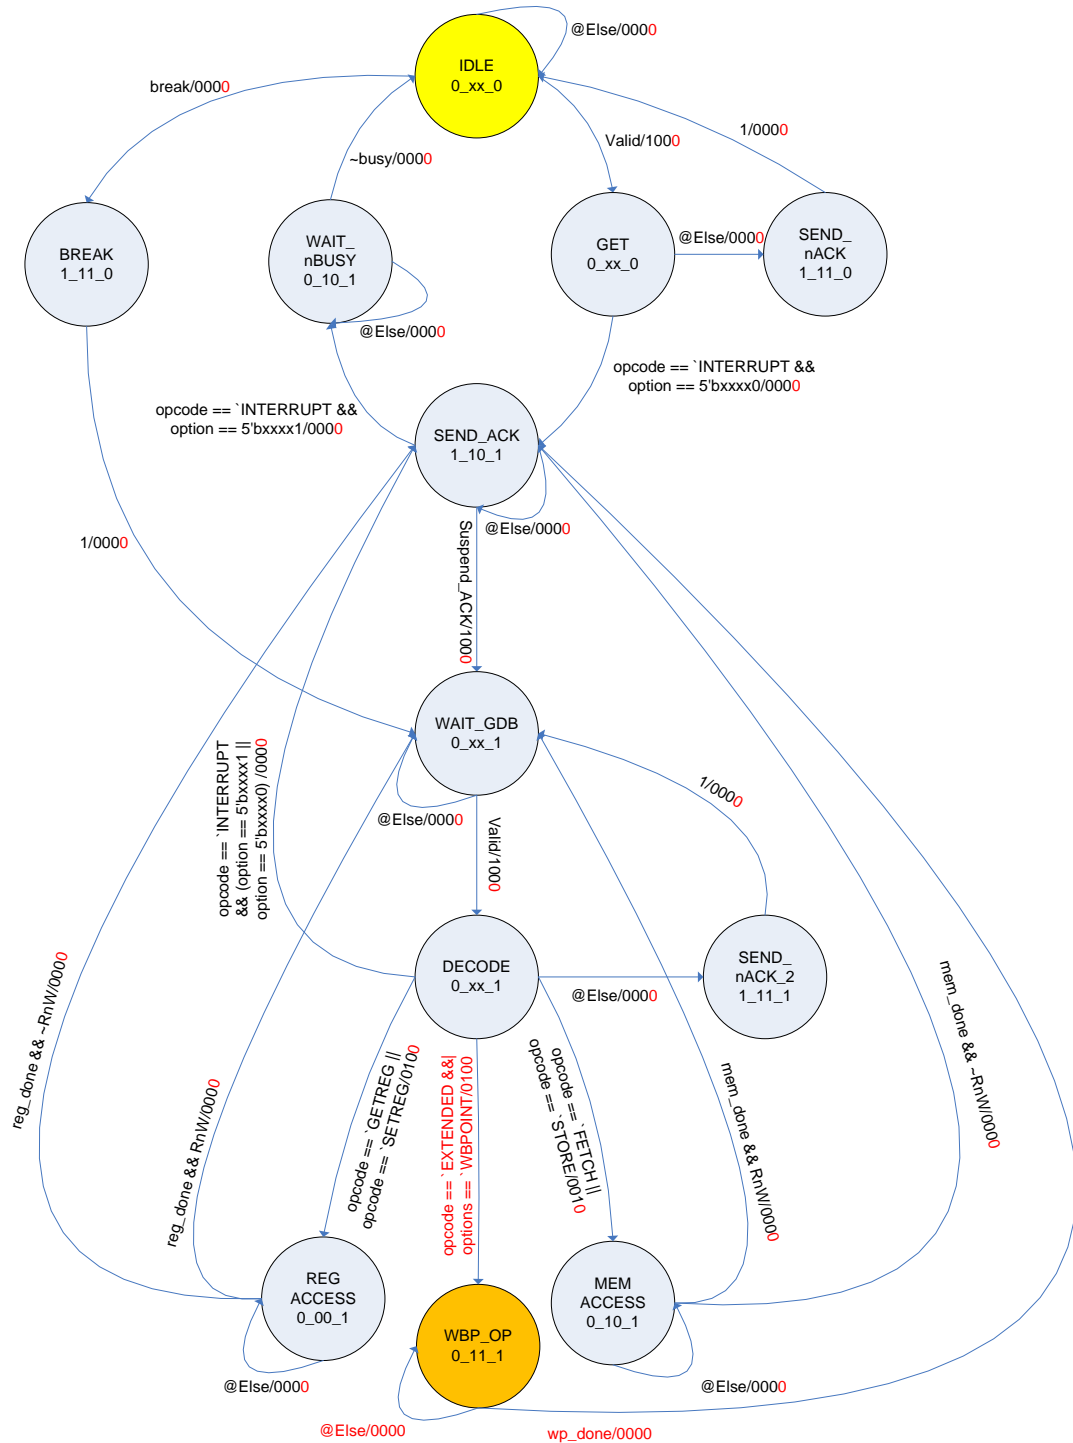 @Else/0000
IDLE
0_xx_0
break/0000
Valid/1000
1/0000
~busy/0000
BREAK
1_11_0
WAIT_
nBUSY
0_10_1
GET
0_xx_0
@Else/0000
SEND_
nACK
1_11_0
@Else/0000
opcode == `INTERRUPT &&
option == 5'bxxxx0/0000
opcode == `INTERRUPT &&
option == 5'bxxxx1/0000
SEND_ACK
1_10_1
@Else/0000
1/0000
Suspend_ACK/1000
WAIT_GDB
0_xx_1
opcode == `INTERRUPT
&& (option == 5'bxxxx1 ||
option == 5'bxxxx0) /0000
@Else/0000
Valid/1000
1/0000
DECODE
0_xx_1
@Else/0000
SEND_
nACK_2
1_11_1
reg_done && ~RnW/0000
reg_done && RnW/0000
opcode == `GETREG ||
opcode == `SETREG/0100
opcode == `EXTENDED &&|
options == `WBPOINT/0100
opcode == `FETCH ||
opcode == `STORE/0010
mem_done && RnW/0000
mem_done && ~RnW/0000
REG
ACCESS
0_00_1
WBP_OP
0_11_1
MEM
ACCESS
0_10_1
@Else/0000
@Else/0000
@Else/0000
wp_done/0000